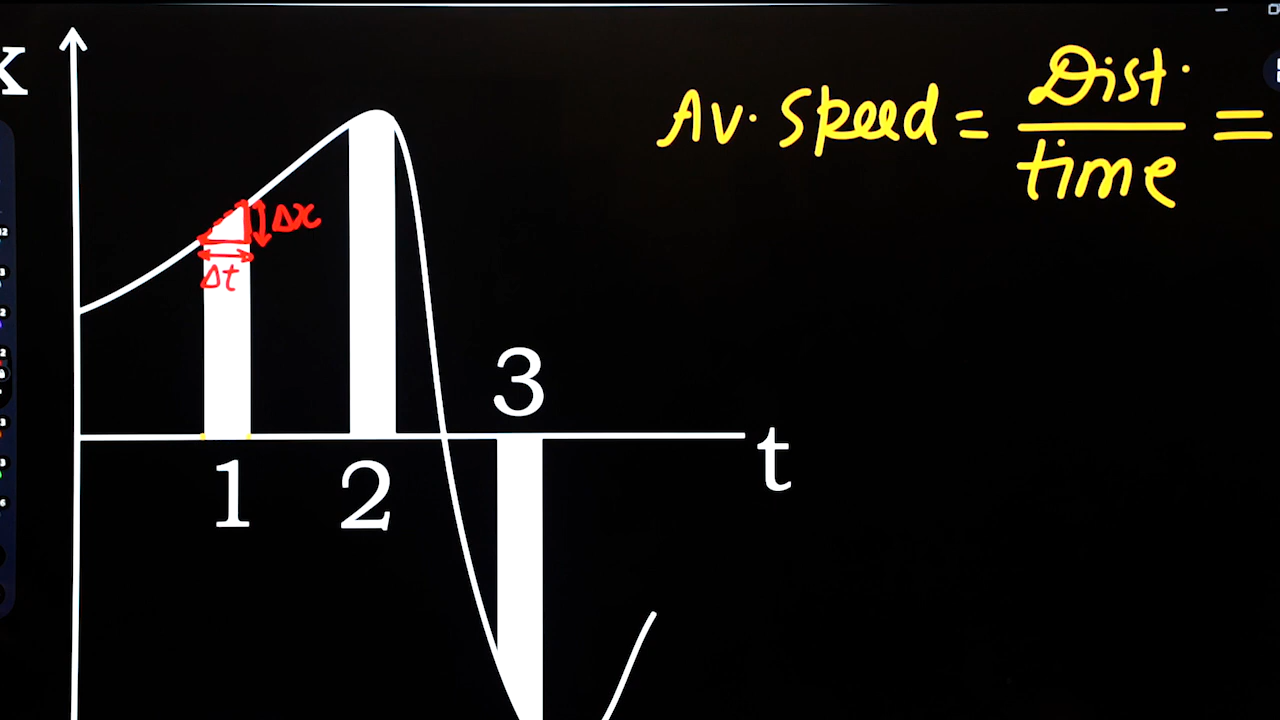 x
Av. Speed = Dist. / time =
Δx
Δt
3
t
1
2